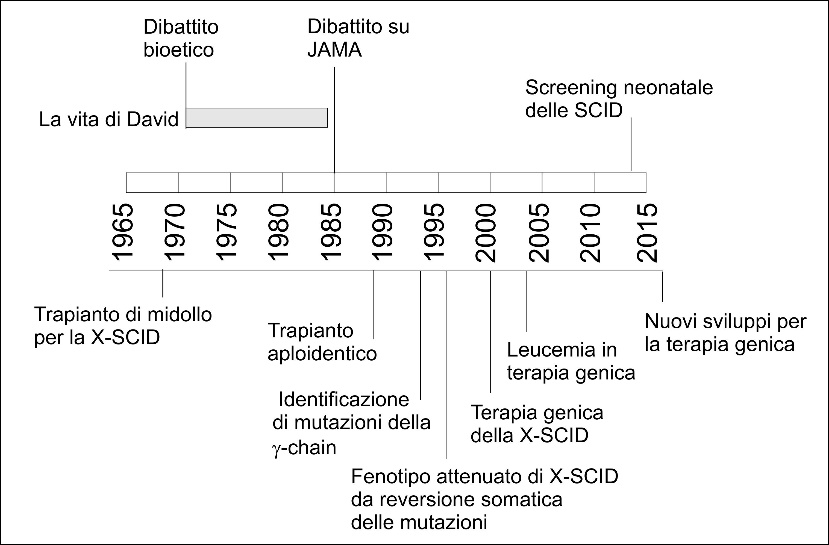 Dibattito
bioetico
Dibattito su
JAMA
Screening neonatale
delle SCID
La vita di David
1965
1970
1975
1980
1985
1990
1995
2000
2005
2010
2015
Trapianto di midollo
per la X-SCID
Trapianto
aploidentico
Identificazione
di mutazioni della
γ-chain
Fenotipo attenuato di X-SCID
da reversione somatica
delle mutazioni
Terapia genica
della X-SCID
Leucemia in
terapia genica
Nuovi sviluppi per
la terapia genica